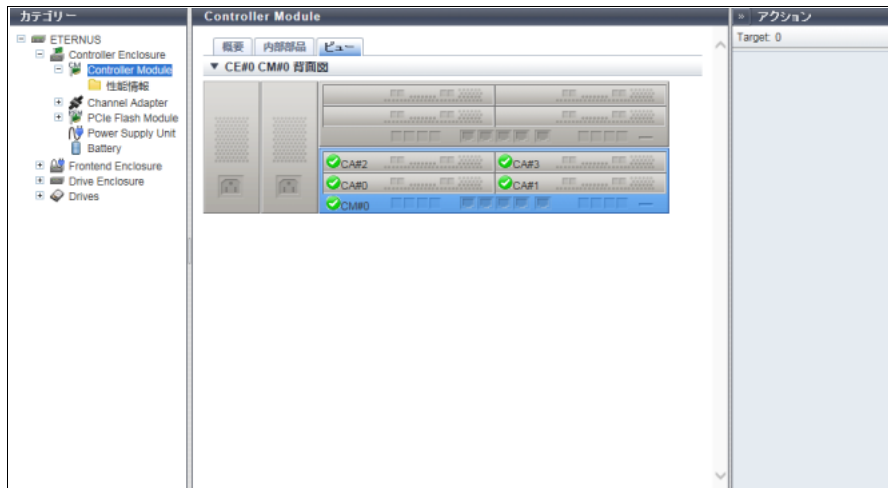 カテゴリー
ETERNUS
Controller Enclosure
Controller Module
性能情報
Channel Adapter
PCIe Flash Module
Power Supply Unit
Battery
Frontend Enclosure
Drive Enclosure
Drives
Controller Module
概要 内部部品 ビュー
▼ CE#0 CM#0 背面図
CA#2 CA#3
CA#0 CA#1
CM#0
» アクション
Target: 0